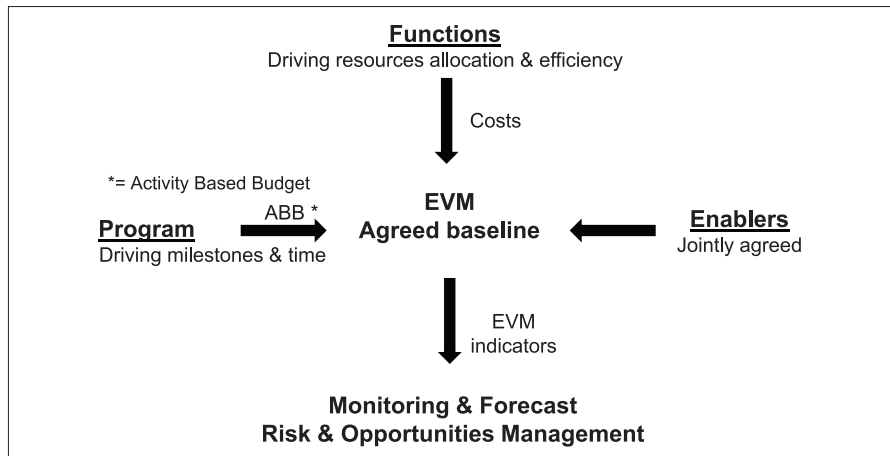 Functions
Driving resources allocation & efficiency
Costs
*= Activity Based Budget
ABB *
Program
Driving milestones & time
EVM
Agreed baseline
Enablers
Jointly agreed
EVM
indicators
Monitoring & Forecast
Risk & Opportunities Management